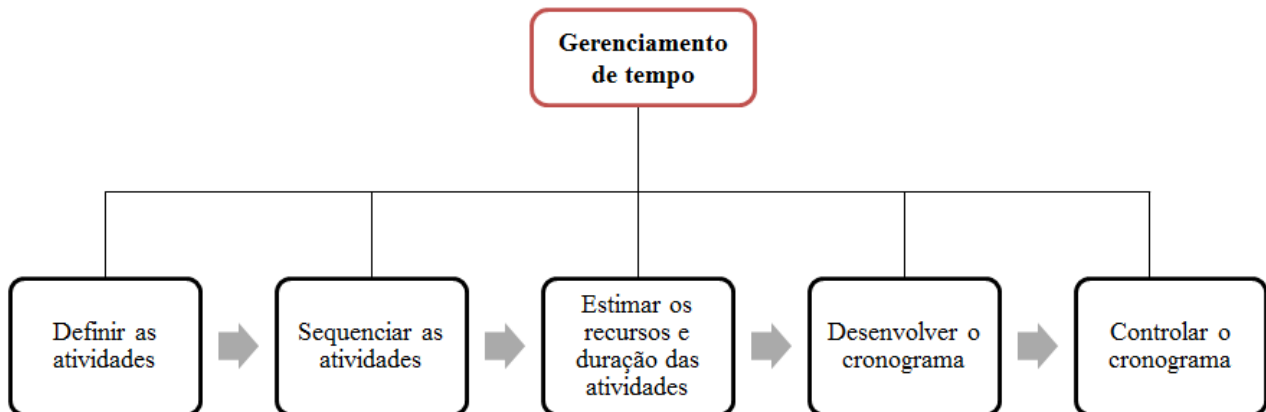 Gerenciamento
de tempo
Definir as
atividades
Sequenciar as
atividades
Estimar os
recursos e
duração das
atividades
Desenvolver o
cronograma
Controlar o
cronograma